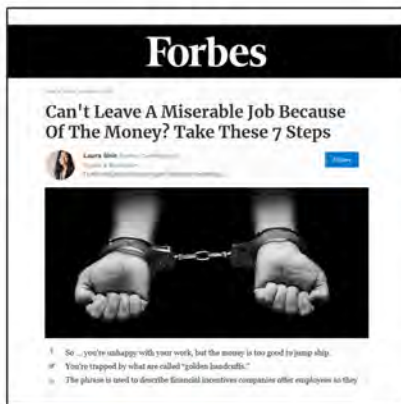 Forbes
Can't Leave A Miserable Job Because
Of The Money? Take These 7 Steps
Laura Shin
So ... you're unhappy with your work, but the money is too good to jump ship.
You're trapped by what are called "golden handcuffs."
The phrase is used to describe financial incentives companies offer employees so they